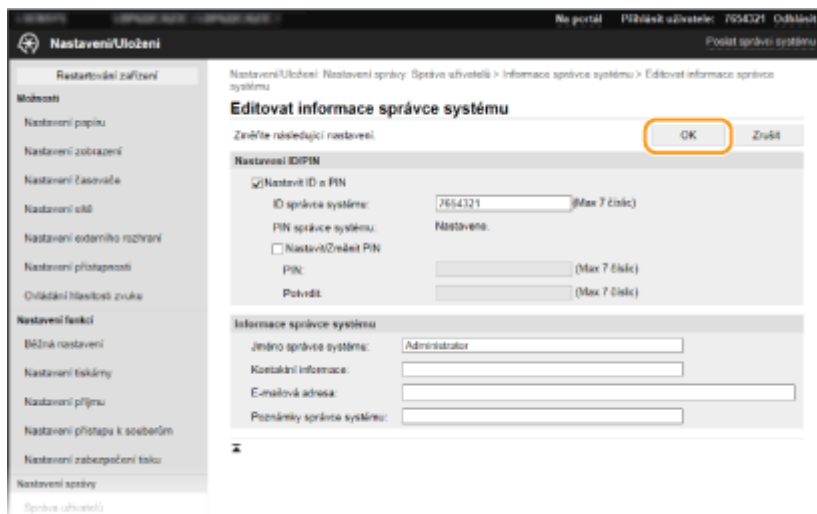 Na portál Přihlásit uživatele: 7654321 Odhlásit
Nastavení/Uložení
Poslat správci systému
Restartování zařízení
Možnosti
Nastavení papíru
Nastavení zobrazení
Nastavení časovače
Nastavení sítě
Nastavení externího rozhraní
Nastavení přístupnosti
Ovládání hlasitosti zvuku
Nastavení funkcí
Běžná nastavení
Nastavení tiskárny
Nastavení příjmu
Nastavení přístupu k souborům
Nastavení zabezpečení tisku
Nastavení správy
Správa uživatelů
Nastavení/Uložení: Nastavení správy: Správa uživatelů > Informace správce systému > Editovat informace správce
systému
Editovat informace správce systému
Změňte následující nastavení.
OK
Zrušit
Nastavení ID/PIN
Nastavit ID a PIN
ID správce systému: 7654321 (Max 7 číslic)
PIN správce systému: Nastaveno.
Nastavit/Změnit PIN
PIN: (Max 7 číslic)
Potvrdit: (Max 7 číslic)
Informace správce systému
Jméno správce systému: Administrator
Kontaktní informace:
E-mailová adresa:
Poznámky správce systému: